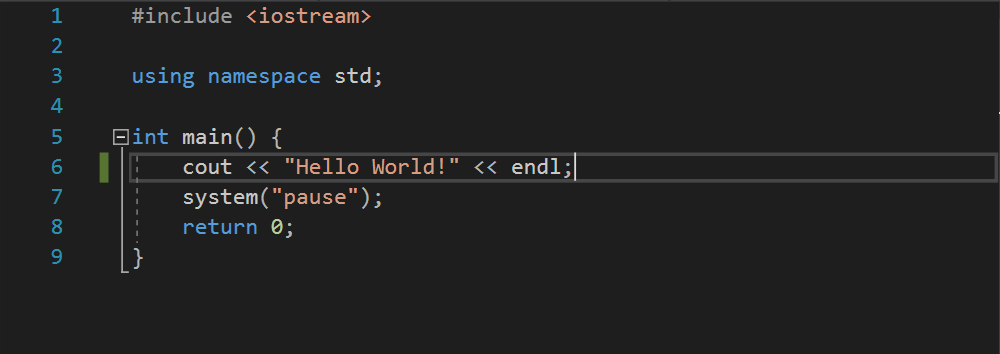 1 #include <iostream>
2
3 using namespace std;
4
5 int main() {
6 cout << "Hello World!" << endl;
7 system("pause");
8 return 0;
9 }